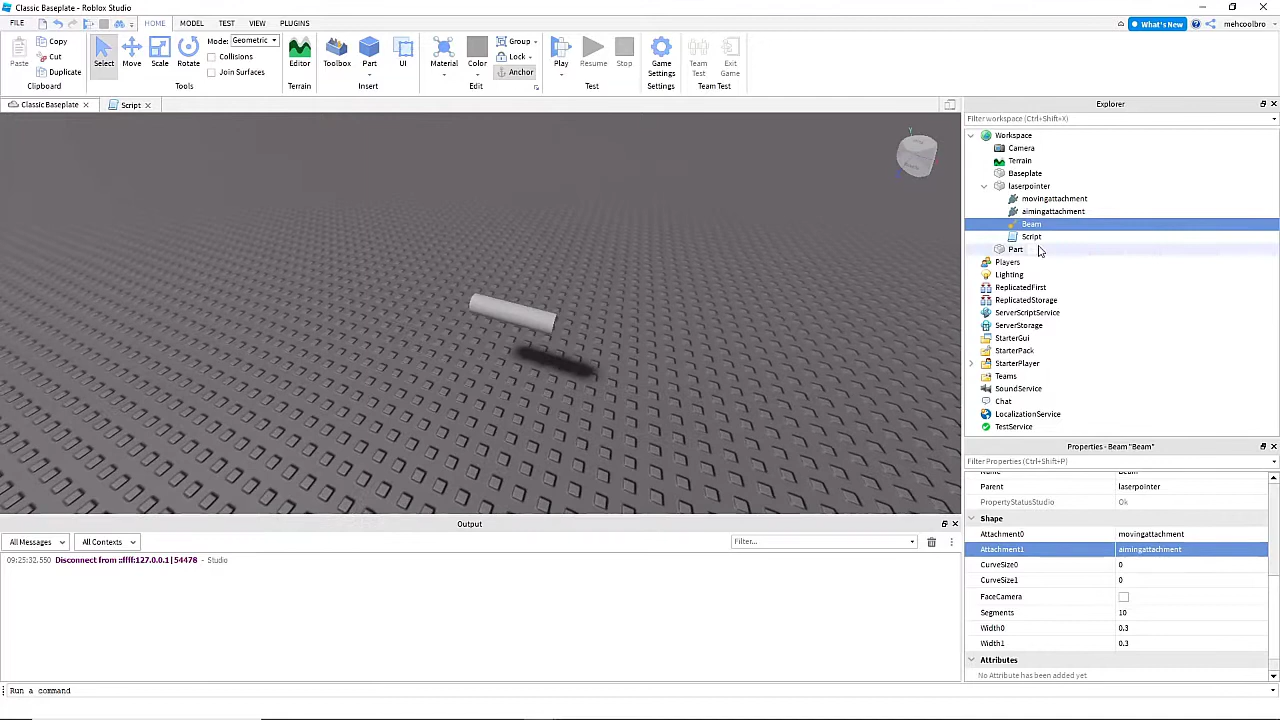 Classic Baseplate - Roblox Studio
FILE HOME MODEL TEST VIEW PLUGINS What's New mehcoolbro
Copy Mode: Geometric Group
Cut Collisions Lock
Paste Duplicate Select Move Scale Rotate Join Surfaces Editor Toolbox Part UI Material Color Anchor Play Resume Stop Game Settings Team Test Exit Game
Clipboard Tools Terrain Insert Edit Test Settings Team Test
Classic Baseplate Script
Explorer
Filter workspace (Ctrl+Shift+X)
Workspace
Camera
Terrain
Baseplate
laserpointer
movingattachment
aimingattachment
Beam
Script
Part
Players
Lighting
ReplicatedFirst
ReplicatedStorage
ServerScriptService
ServerStorage
StarterGui
StarterPack
StarterPlayer
Teams
SoundService
Chat
LocalizationService
TestService
Properties - Beam "Beam"
Filter Properties (Ctrl+Shift+P)
Name Beam
Parent laserpointer
PropertyStatusStudio Ok
Shape
Attachment0 movingattachment
Attachment1 aimingattachment
CurveSize0 0
CurveSize1 0
FaceCamera
Segments 10
Width0 0.3
Width1 0.3
Attributes
No Attribute has been added yet
Output
All Messages All Contexts Filter...
09:25:32.550 Disconnect from ::ffff:127.0.0.1|54478 - Studio
Run a command